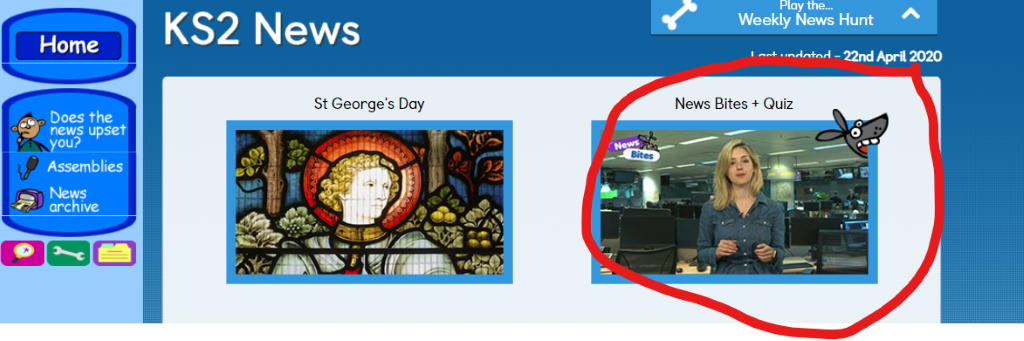 Home
Does the
news upset
you?
Assemblies
News
archive
KS2 News
Play the...
Weekly News Hunt
Last updated - 22nd April 2020
St George's Day
News Bites + Quiz
News
Bites